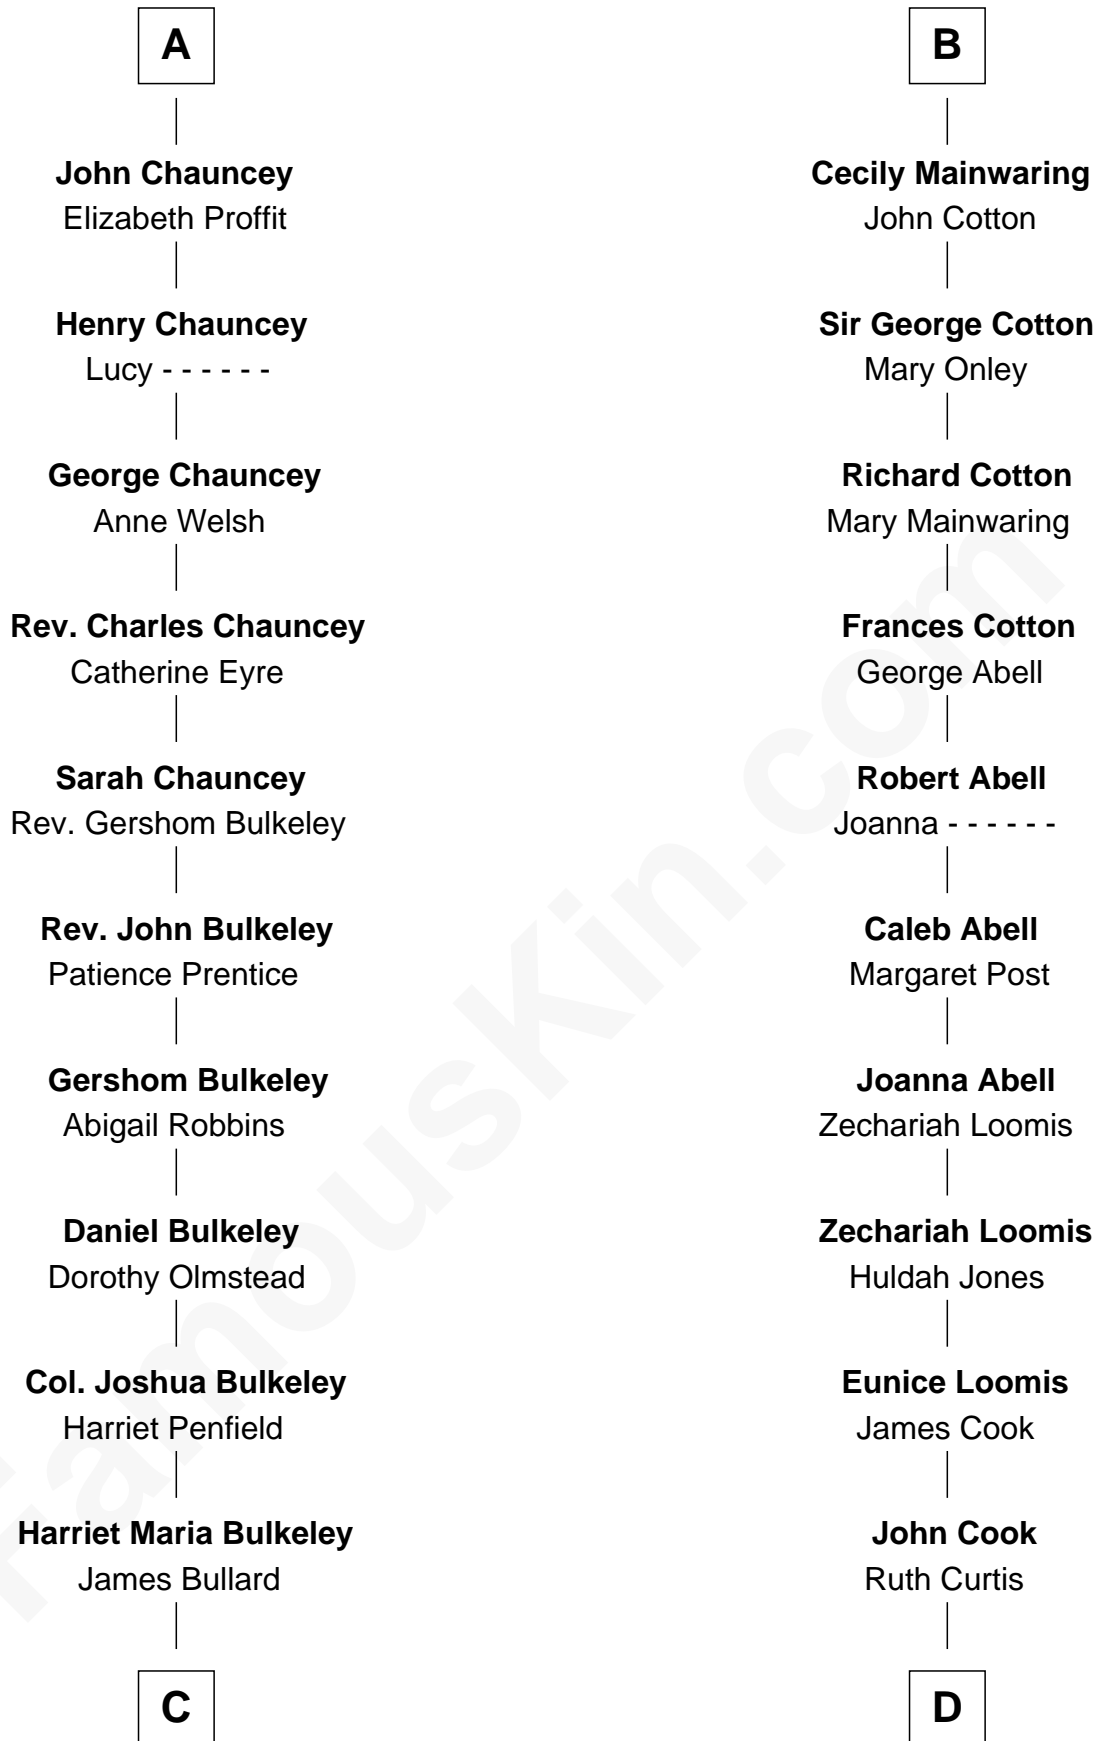 A
John Chauncey
Elizabeth Proffit
Henry Chauncey
Lucy - - - - - -
George Chauncey
Anne Welsh
Rev. Charles Chauncey
Catherine Eyre
Sarah Chauncey
Rev. Gershom Bulkeley
Rev. John Bulkeley
Patience Prentice
Gershom Bulkeley
Abigail Robbins
Daniel Bulkeley
Dorothy Olmstead
Col. Joshua Bulkeley
Harriet Penfield
Harriet Maria Bulkeley
James Bullard
C
B
Cecily Mainwaring
John Cotton
Sir George Cotton
Mary Onley
Richard Cotton
Mary Mainwaring
Frances Cotton
George Abell
Robert Abell
Joanna - - - - - -
Caleb Abell
Margaret Post
Joanna Abell
Zechariah Loomis
Zechariah Loomis
Huldah Jones
Eunice Loomis
James Cook
John Cook
Ruth Curtis
D
FamousKin.com